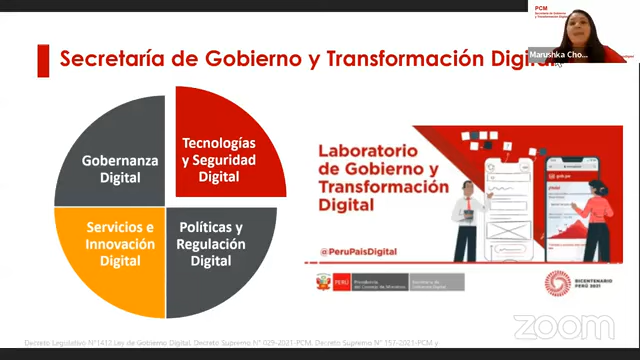 PCM
Secretaría de Gobierno
y Transformación Digital
Marushka Cho...
Secretaría de Gobierno y Transformación Digital
Gobernanza
Digital
Tecnologías
y Seguridad
Digital
Servicios e
Innovación
Digital
Políticas y
Regulación
Digital
Laboratorio
de Gobierno y
Transformación
Digital
@PeruPaisDigital
gob.pe
PERÚ
Presidencia
del Consejo de Ministros
Secretaría de
Gobierno Digital
BICENTENARIO
PERÚ 2021
zoom
Decreto Legislativo N°1412 Ley de Gobierno Digital, Decreto Supremo N° 029-2021-PCM, Decreto Supremo N° 157-2021-PCM y